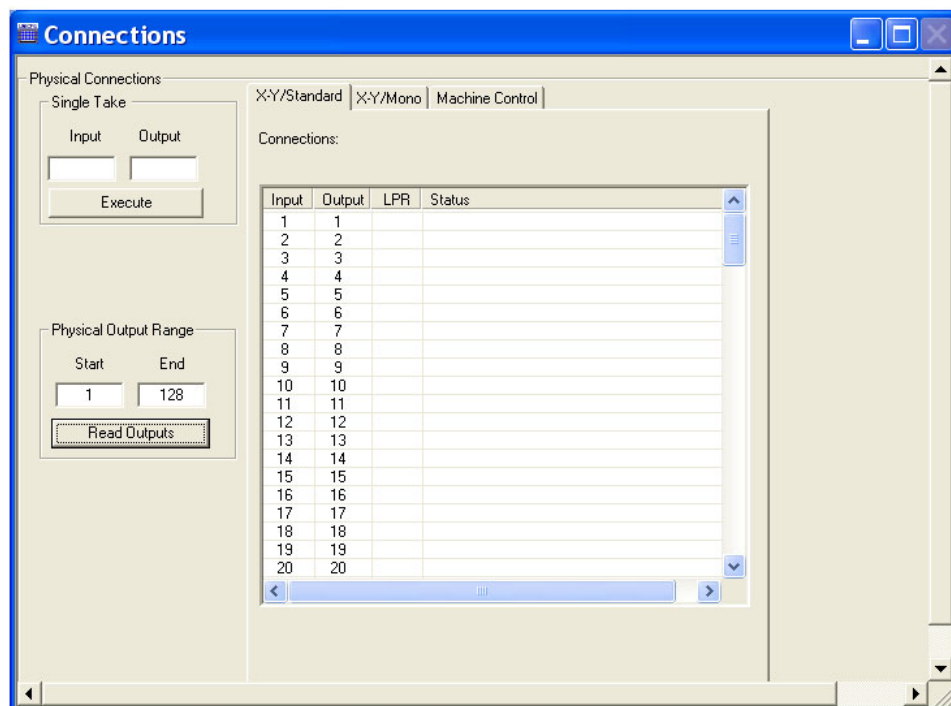 Connections
Physical Connections
Single Take
Input Output
Execute
Physical Output Range
Start End
1 128
Read Outputs
X-Y/Standard X-Y/Mono Machine Control
Connections:
Input Output LPR Status
1 1
2 2
3 3
4 4
5 5
6 6
7 7
8 8
9 9
10 10
11 11
12 12
13 13
14 14
15 15
16 16
17 17
18 18
19 19
20 20